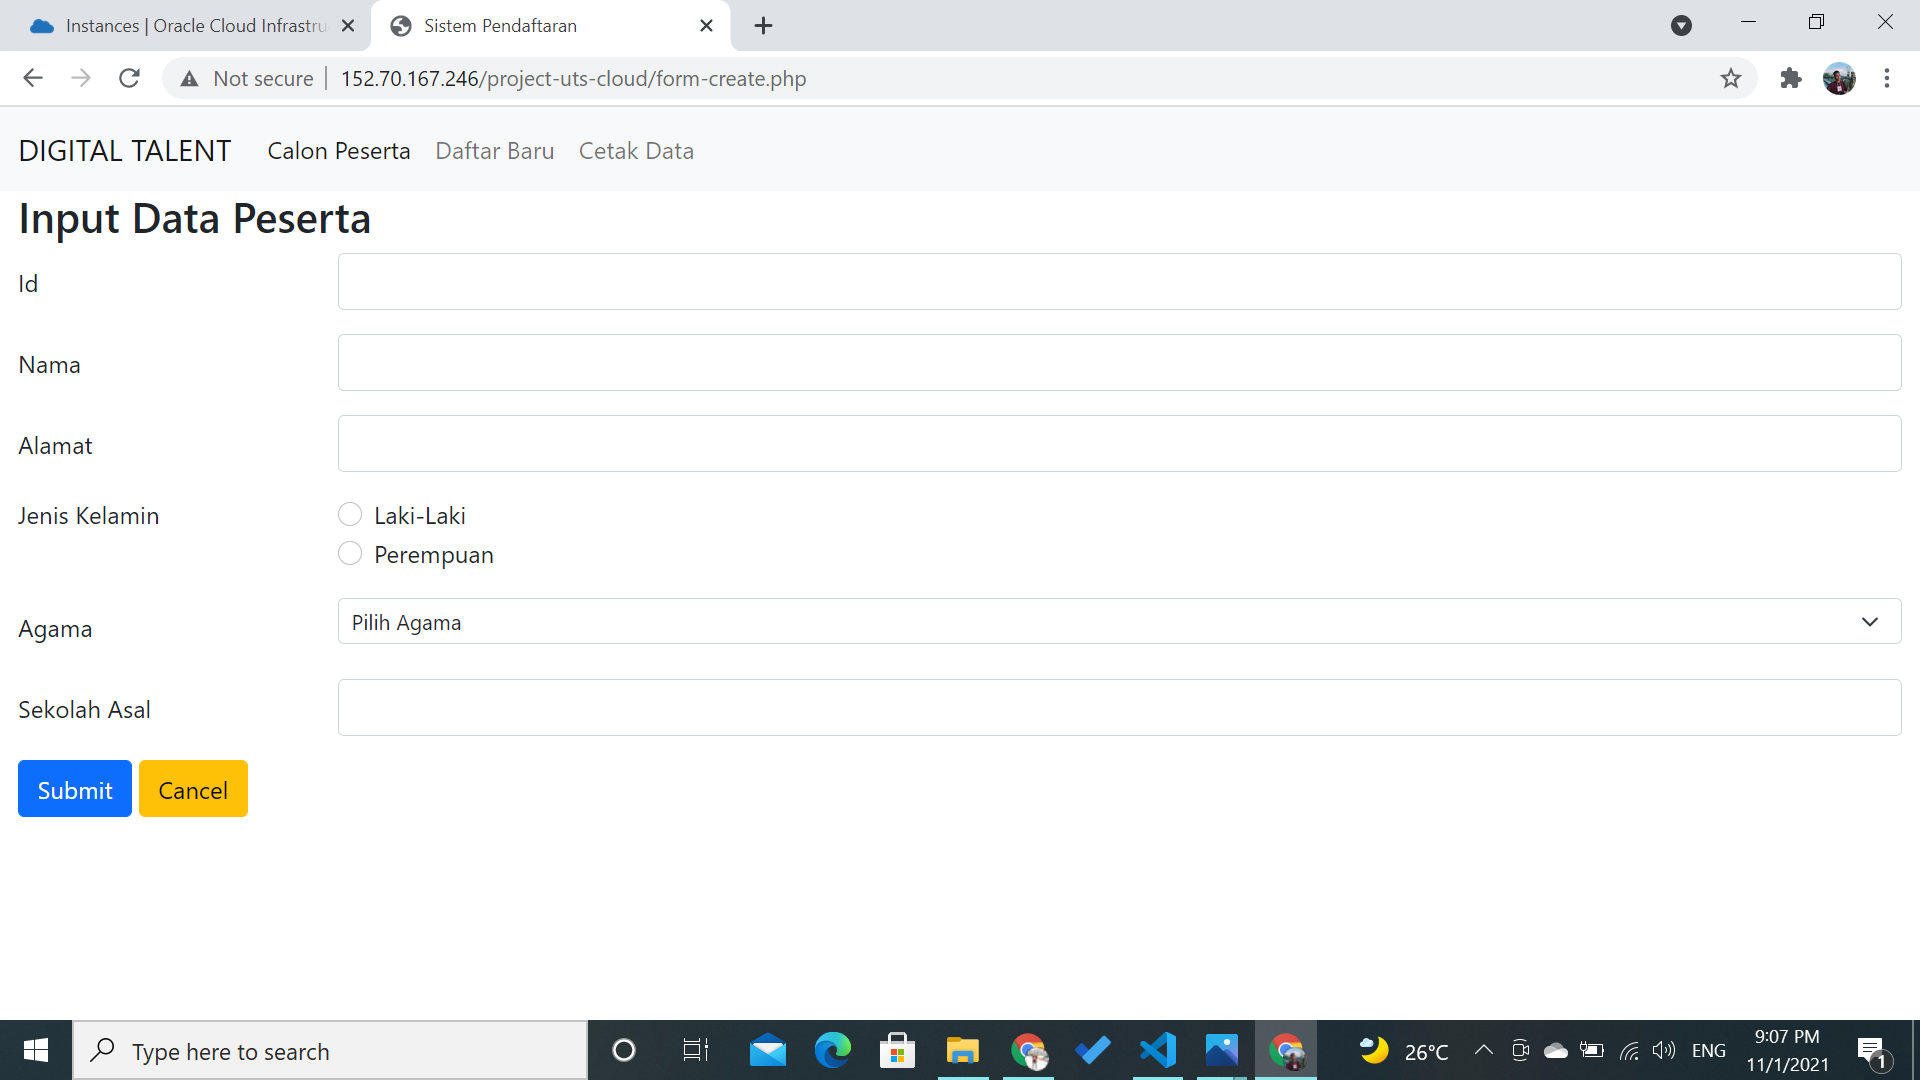 Instances | Oracle Cloud Infrastru
Sistem Pendaftaran
Not secure
152.70.167.246/project-uts-cloud/form-create.php
DIGITAL TALENT Calon Peserta Daftar Baru Cetak Data
Input Data Peserta
Id
Nama
Alamat
Jenis Kelamin
Laki-Laki
Perempuan
Agama
Pilih Agama
Sekolah Asal
Submit Cancel
Type here to search
26°C
ENG
9:07 PM
11/1/2021
1